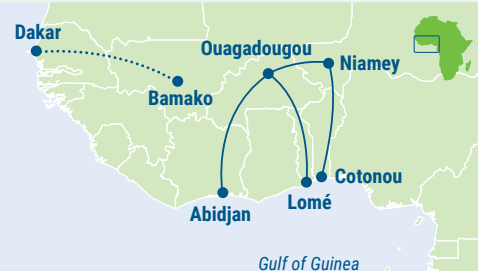 Dakar
Ouagadougou
Niamey
Bamako
Cotonou
Lomé
Abidjan
Gulf of Guinea